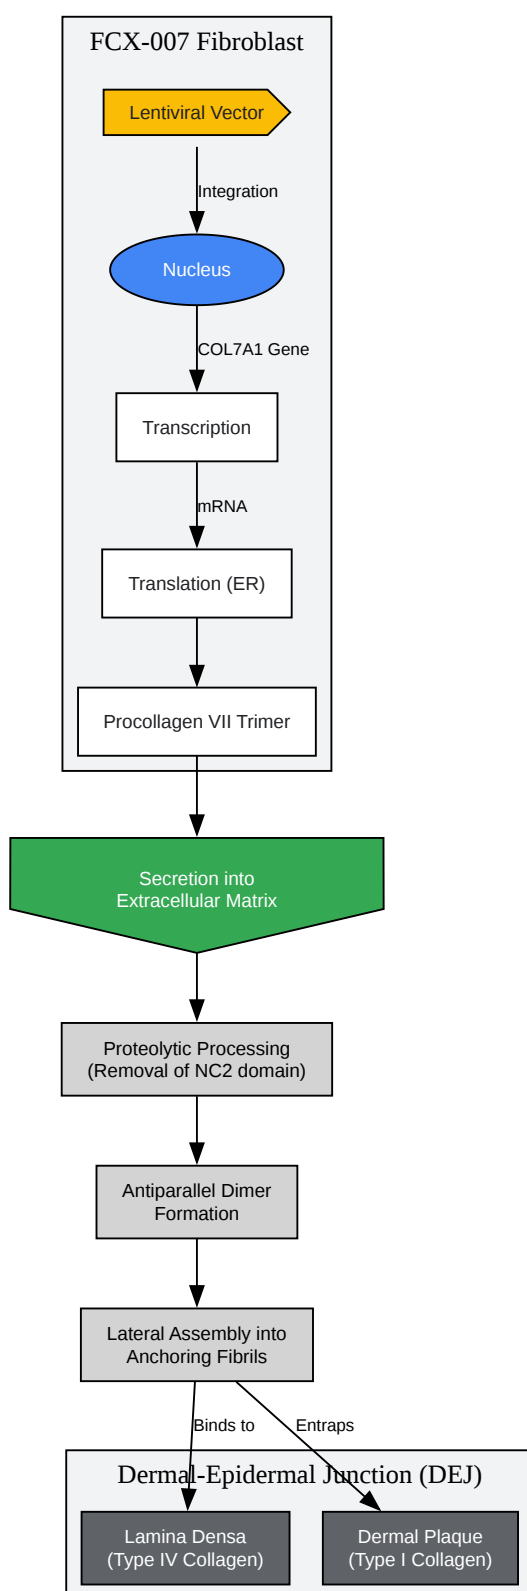 FCX-007 Fibroblast
Lentiviral Vector
Integration
Nucleus
COL7A1 Gene
Transcription
mRNA
Translation (ER)
Procollagen VII Trimer
Secretion into
Extracellular Matrix
Proteolytic Processing
(Removal of NC2 domain)
Antiparallel Dimer
Formation
Lateral Assembly into
Anchoring Fibrils
Binds to
Entraps
Dermal-Epidermal Junction (DEJ)
Lamina Densa
(Type IV Collagen)
Dermal Plaque
(Type I Collagen)